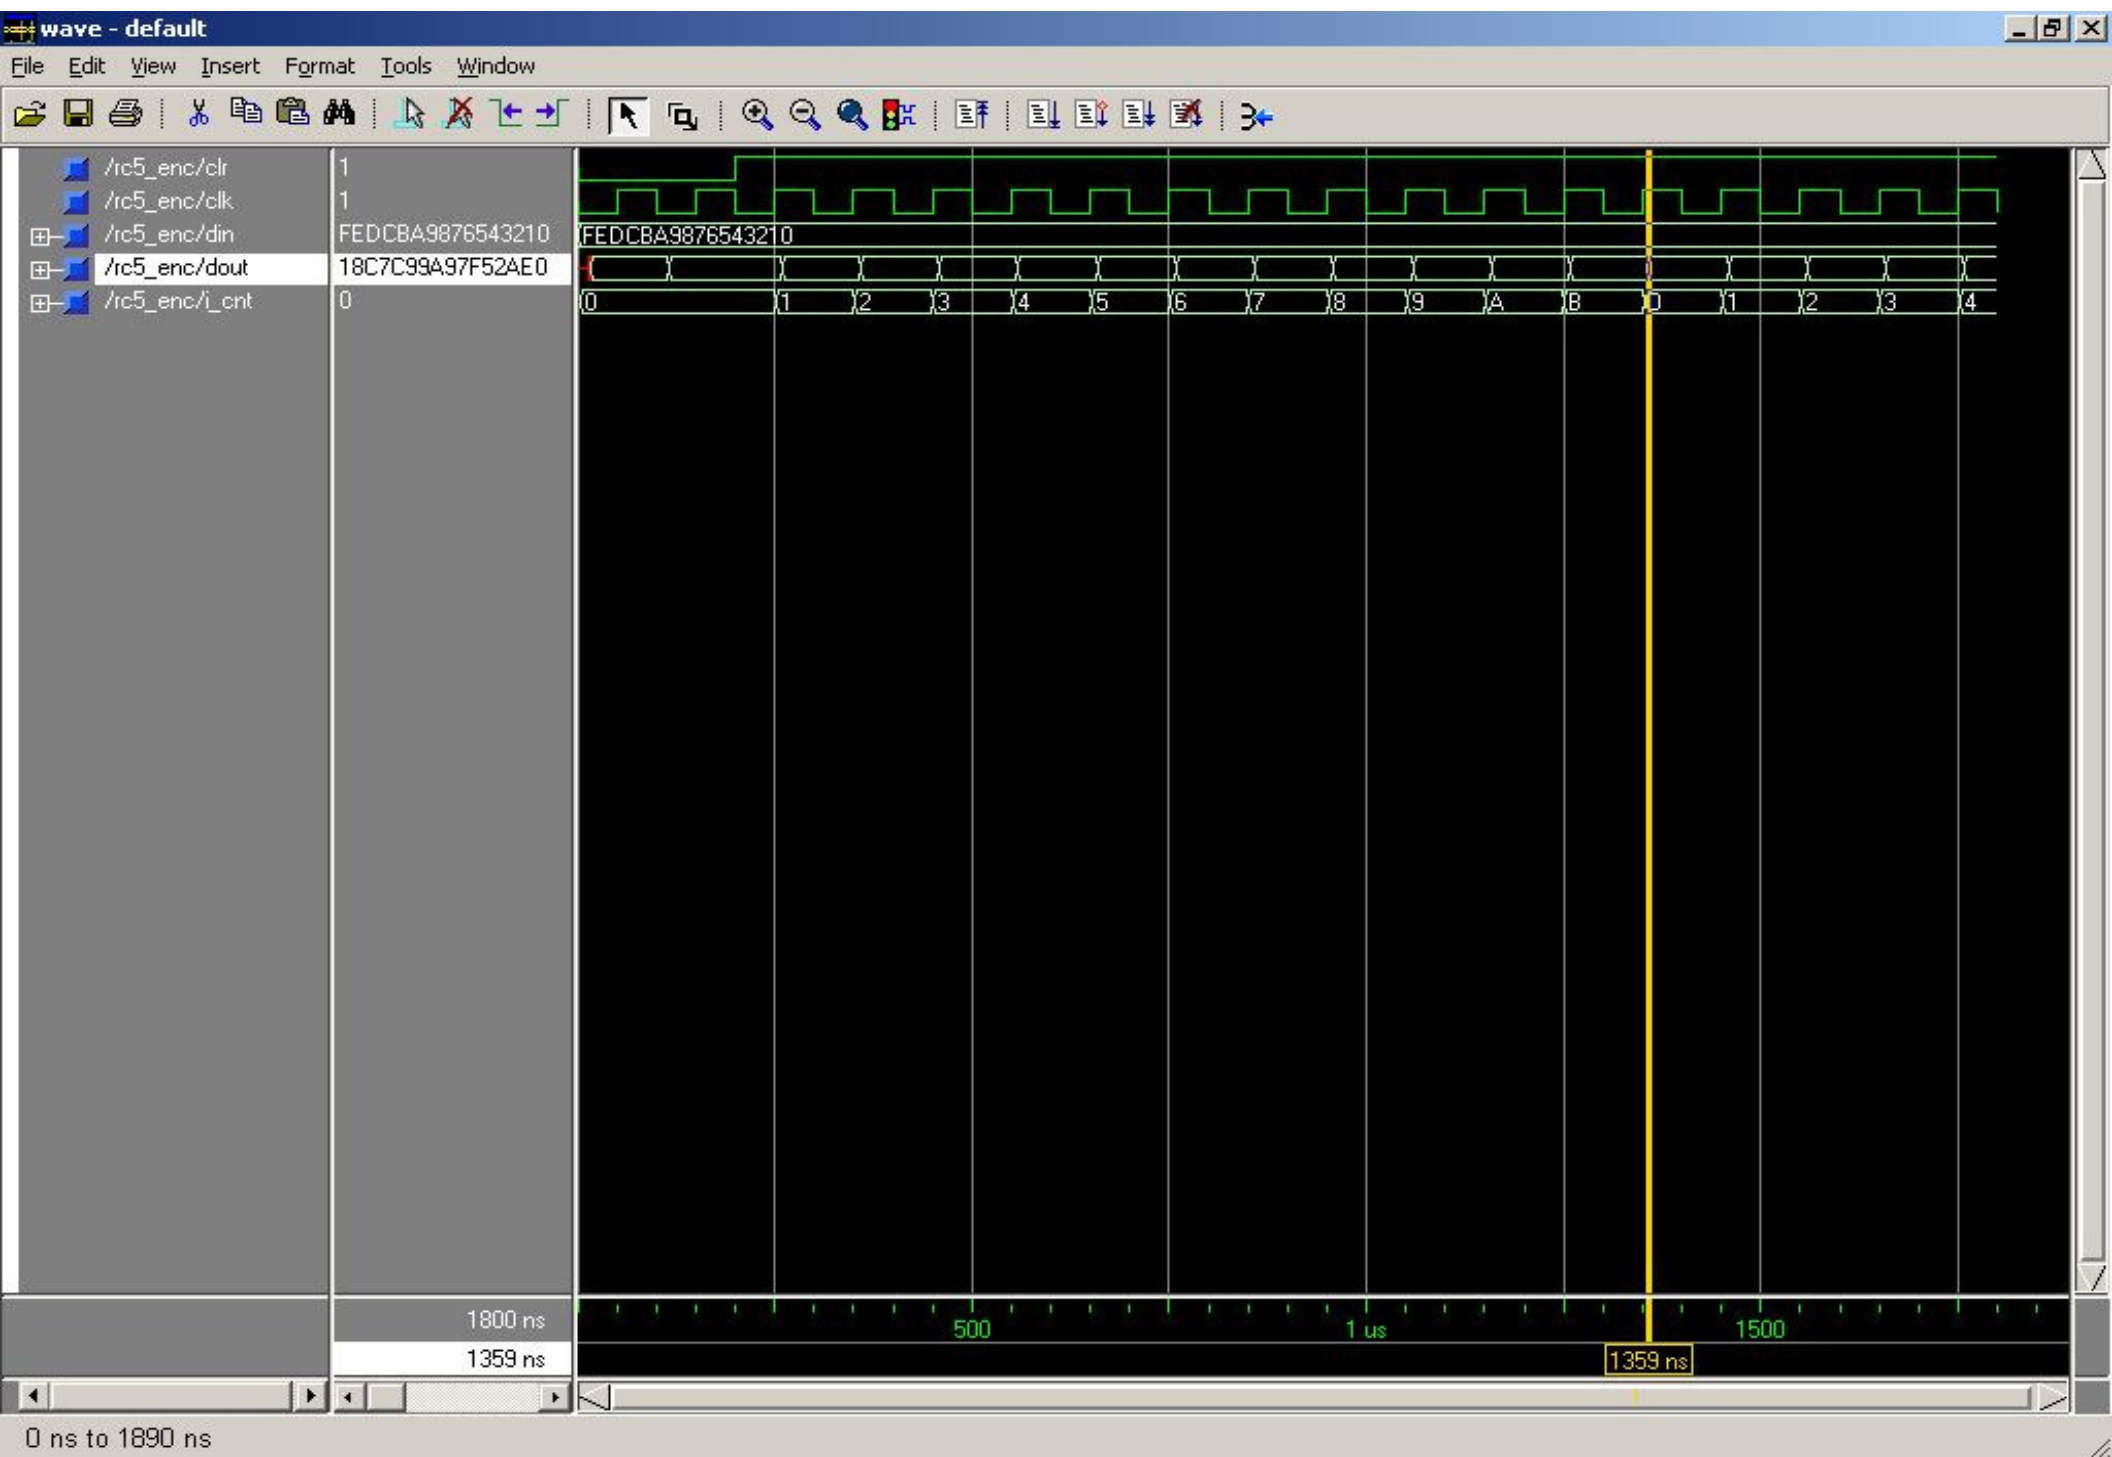 wave - default
File Edit View Insert Format Tools Window
/rc5_enc/clr 1
/rc5_enc/clk 1
/rc5_enc/din FEDCBA9876543210 FEDCBA9876543210
/rc5_enc/dout 18C7C99A97F52AE0
/rc5_enc/i_cnt 0 0 1 2 3 4 5 6 7 8 9 A B 0 1 2 3 4
1800 ns 500 1 us 1500
1359 ns 1359 ns
0 ns to 1890 ns